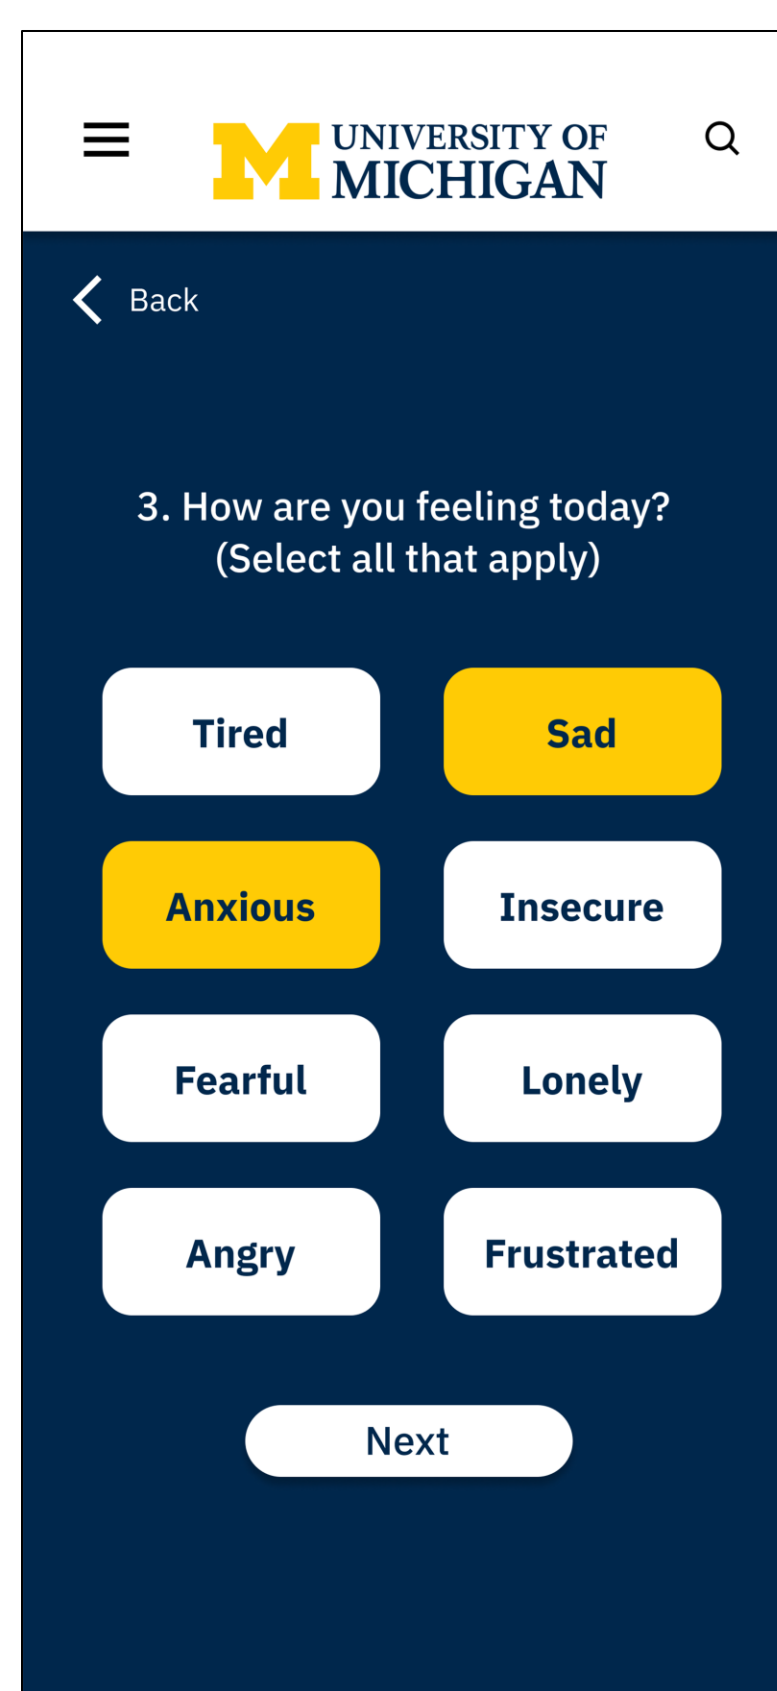 UNIVERSITY OF
MICHIGAN
Back
3. How are you feeling today?
(Select all that apply)
Tired
Sad
Anxious
Insecure
Fearful
Lonely
Angry
Frustrated
Next